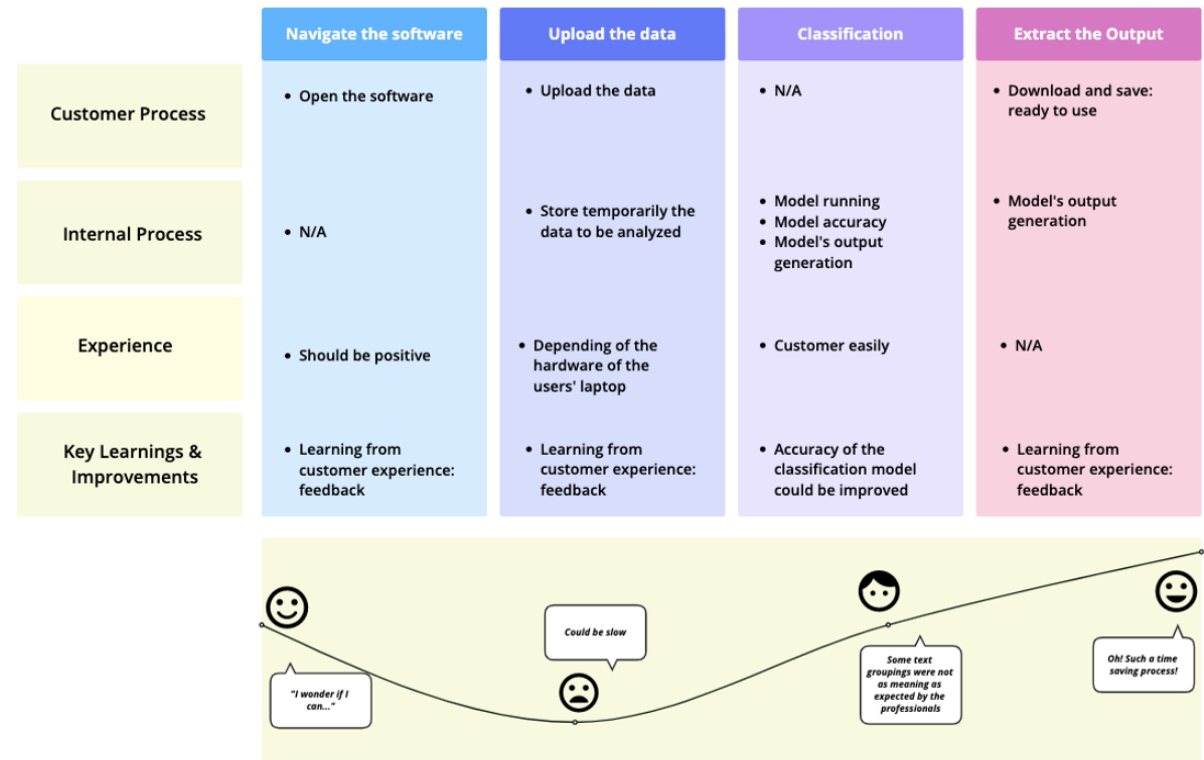 Navigate the software
Upload the data
Classification
Extract the Output
Customer Process
• Open the software
• Upload the data
• N/A
• Download and save:
ready to use
Internal Process
• N/A
• Store temporarily the
data to be analyzed
• Model running
• Model accuracy
• Model's output
generation
• Model's output
generation
Experience
• Should be positive
• Depending of the
hardware of the
users' laptop
• Customer easily
• N/A
Key Learnings &
Improvements
• Learning from
customer experience:
feedback
• Learning from
customer experience:
feedback
• Accuracy of the
classification model
could be improved
• Learning from
customer experience:
feedback
"I wonder if I
can..."
Could be slow
Some text
groupings were not
as meaning as
expected by the
professionals
Oh! Such a time
saving process!